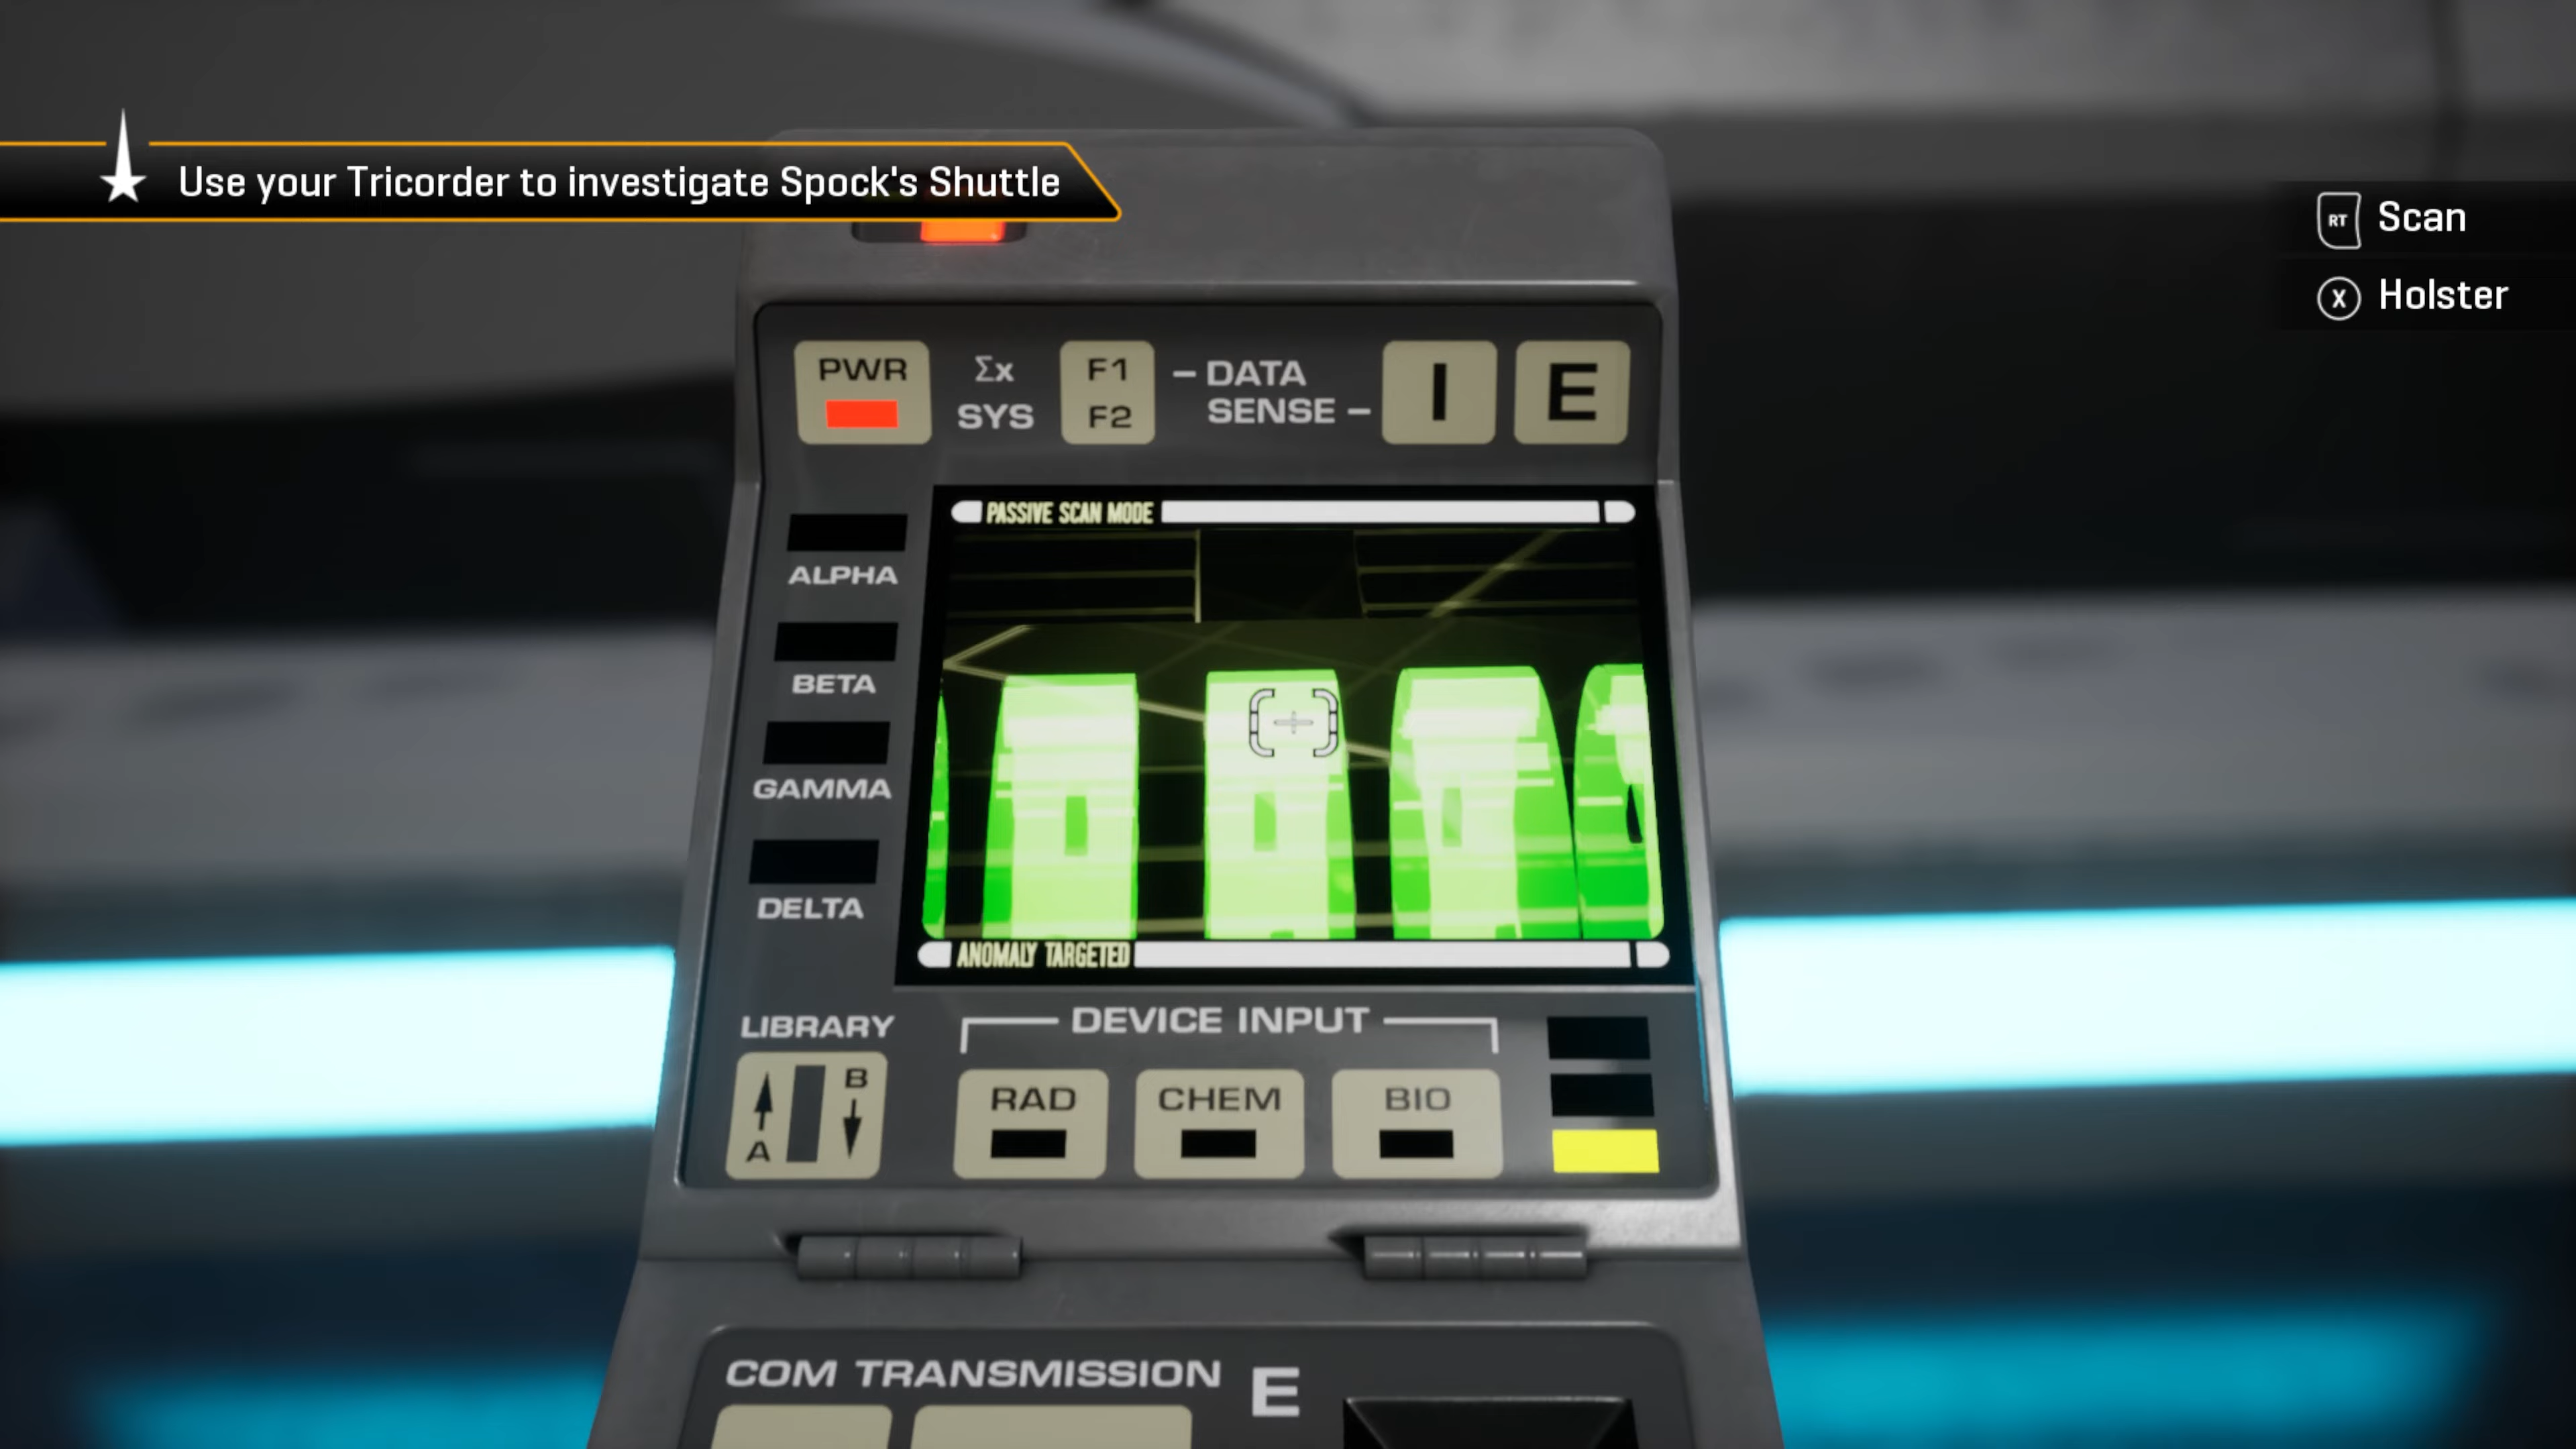 Use your Tricorder to investigate Spock's Shuttle
RT Scan
X Holster
PWR
Σx
SYS
F1
F2
– DATA
SENSE –
I
E
PASSIVE SCAN MODE
ALPHA
BETA
GAMMA
DELTA
ANOMALY TARGETED
LIBRARY
A
B
DEVICE INPUT
RAD
CHEM
BIO
COM TRANSMISSION
E